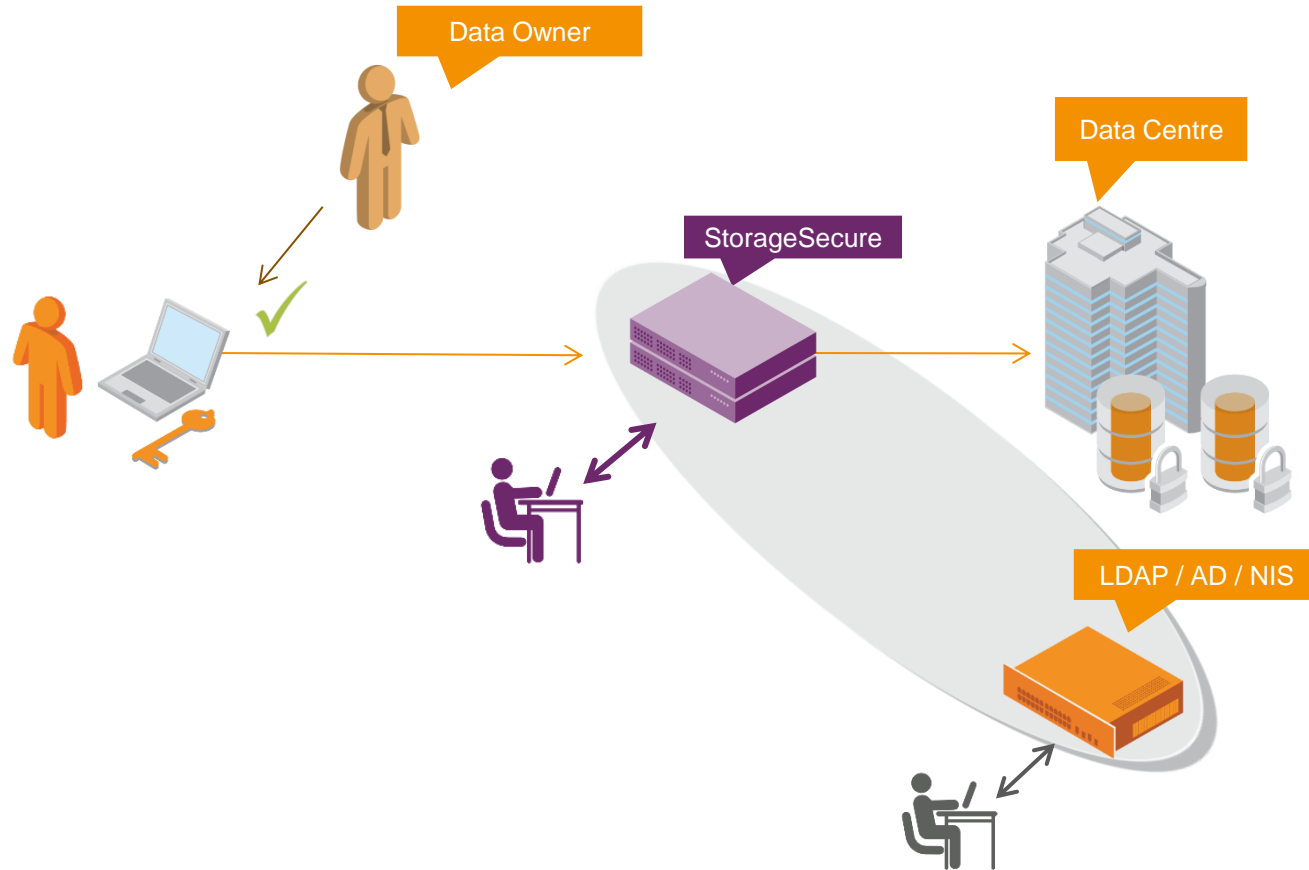 Data Owner
Data Centre
StorageSecure
LDAP / AD / NIS